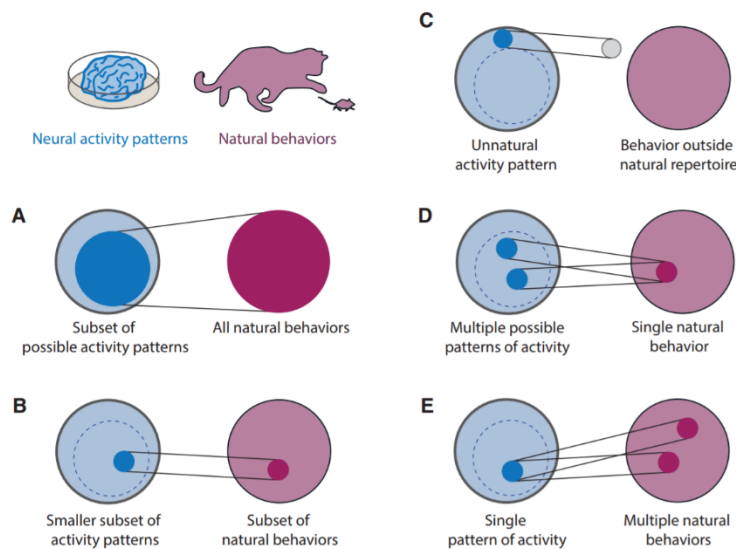 Neural activity patterns
Natural behaviors
A
Subset of
possible activity patterns
All natural behaviors
B
Smaller subset of
activity patterns
Subset of
natural behaviors
C
Unnatural
activity pattern
Behavior outside
natural repertoire
D
Multiple possible
patterns of activity
Single natural
behavior
E
Single
pattern of activity
Multiple natural
behaviors